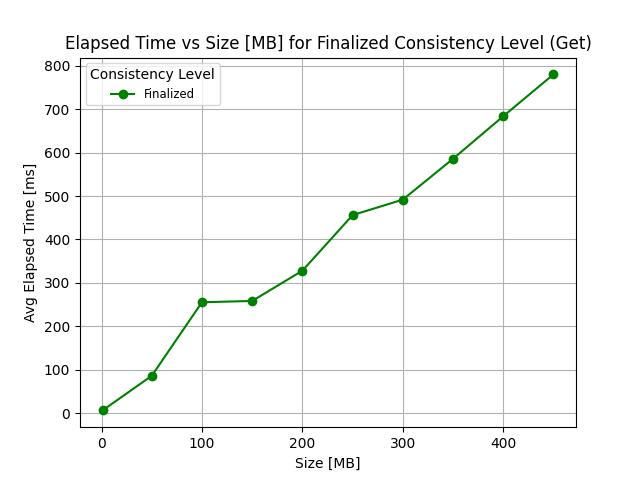 Elapsed Time vs Size [MB] for Finalized Consistency Level (Get)
Consistency Level
Finalized
800
700
600
500
400
300
200
100
0
Avg Elapsed Time [ms]
0 100 200 300 400
Size [MB]